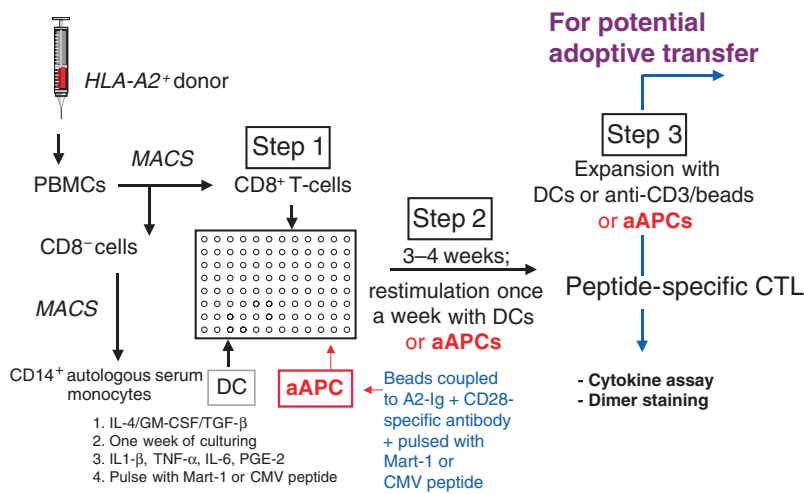 For potential
adoptive transfer
HLA-A2+ donor
MACS
Step 1
PBMCs
CD8+ T-cells
CD8− cells
MACS
CD14+ autologous serum
monocytes
DC
aAPC
1. IL-4/GM-CSF/TGF-β
2. One week of culturing
3. IL1-β, TNF-α, IL-6, PGE-2
4. Pulse with Mart-1 or CMV peptide
Beads coupled
to A2-Ig + CD28-
specific antibody
+ pulsed with
Mart-1 or
CMV peptide
Step 2
3–4 weeks;
restimulation once
a week with DCs
or aAPCs
Step 3
Expansion with
DCs or anti-CD3/beads
or aAPCs
Peptide-specific CTL
- Cytokine assay
- Dimer staining